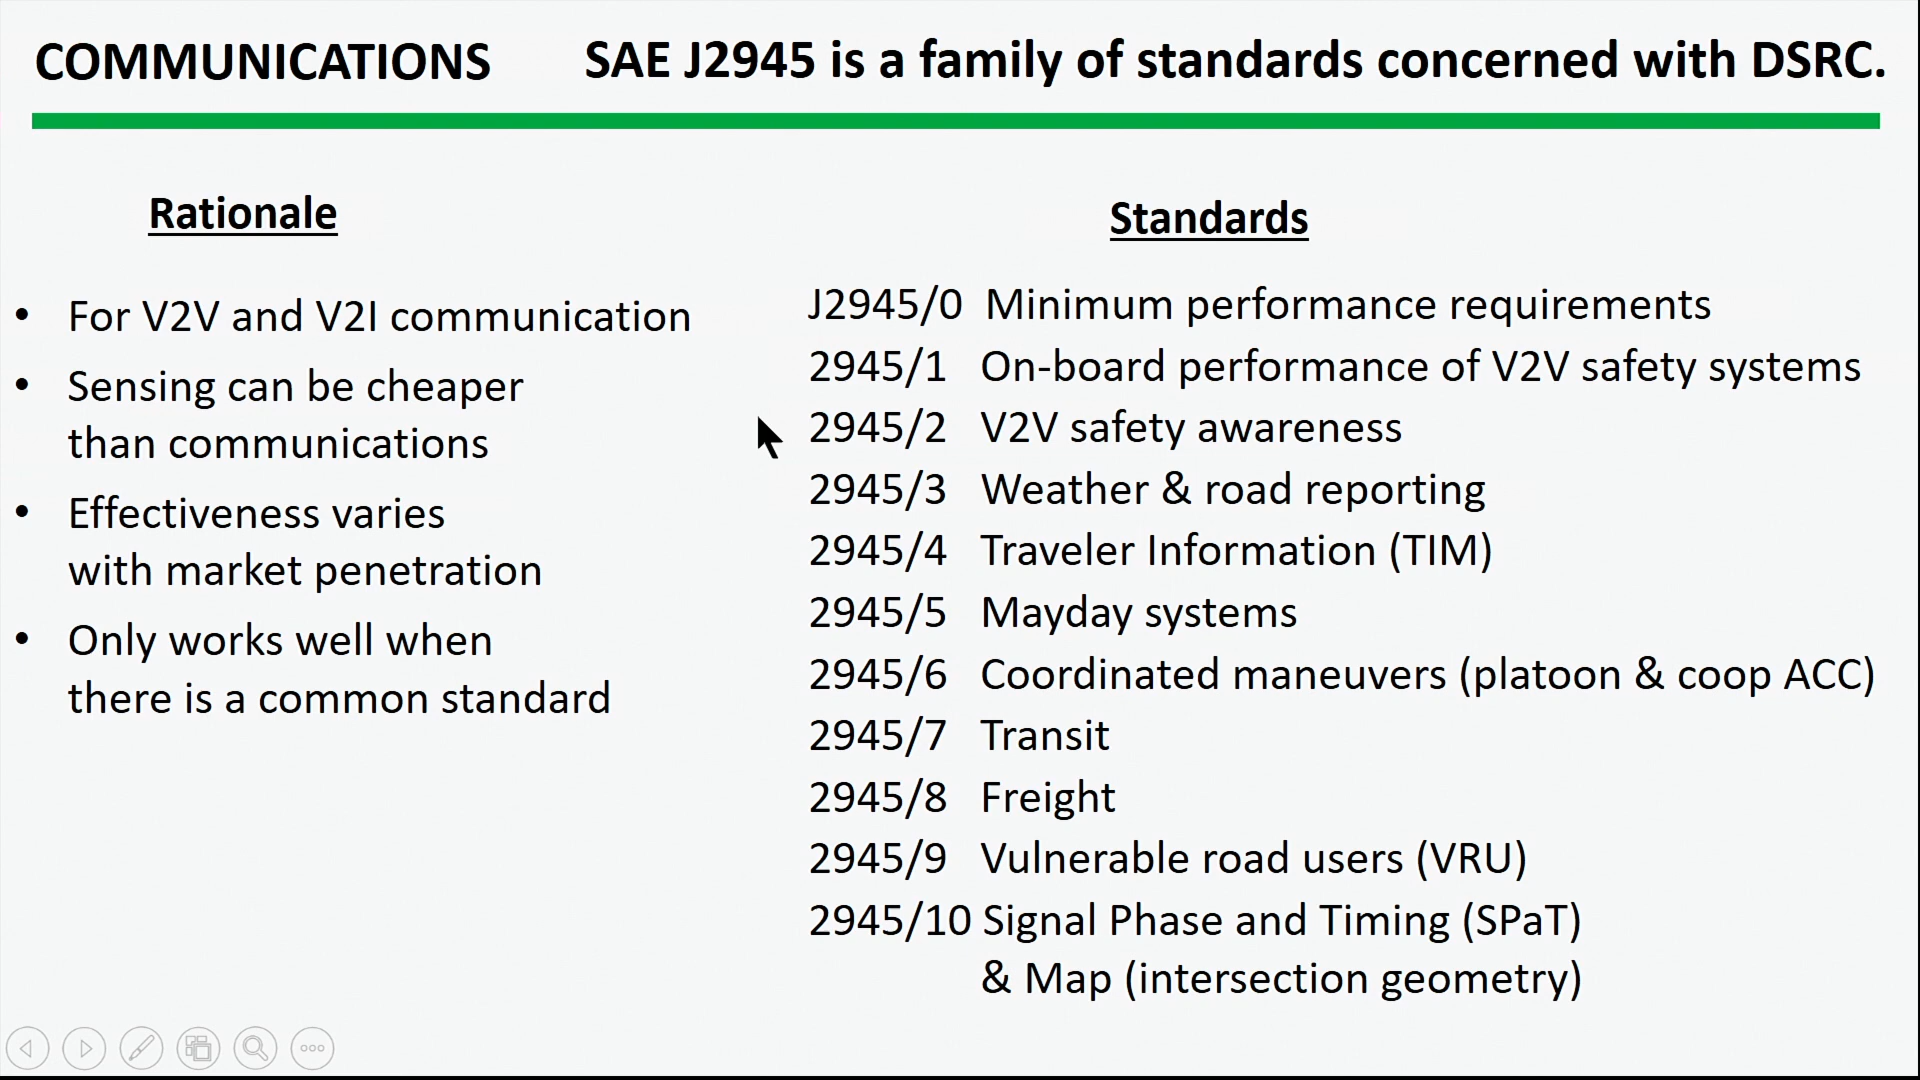 COMMUNICATIONS SAE J2945 is a family of standards concerned with DSRC.
Rationale
• For V2V and V2I communication
• Sensing can be cheaper
than communications
• Effectiveness varies
with market penetration
• Only works well when
there is a common standard
Standards
J2945/0 Minimum performance requirements
2945/1 On-board performance of V2V safety systems
2945/2 V2V safety awareness
2945/3 Weather & road reporting
2945/4 Traveler Information (TIM)
2945/5 Mayday systems
2945/6 Coordinated maneuvers (platoon & coop ACC)
2945/7 Transit
2945/8 Freight
2945/9 Vulnerable road users (VRU)
2945/10 Signal Phase and Timing (SPaT)
& Map (intersection geometry)